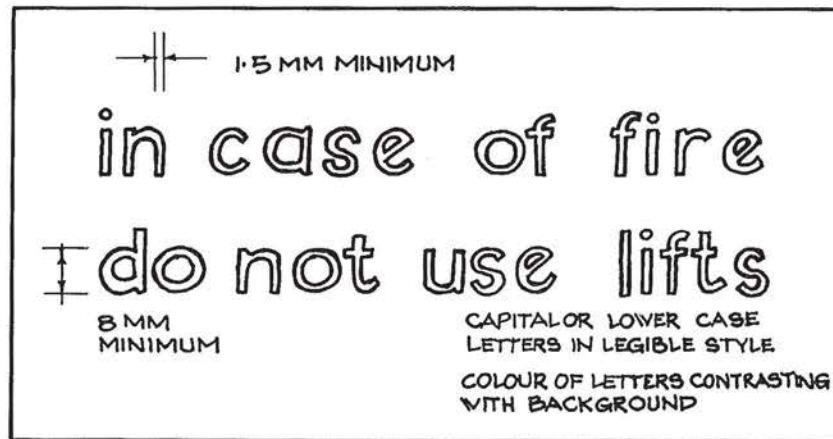 1.5 MM MINIMUM
in case of fire
do not use lifts
8 MM
MINIMUM
CAPITAL OR LOWER CASE
LETTERS IN LEGIBLE STYLE
COLOUR OF LETTERS CONTRASTING
WITH BACKGROUND